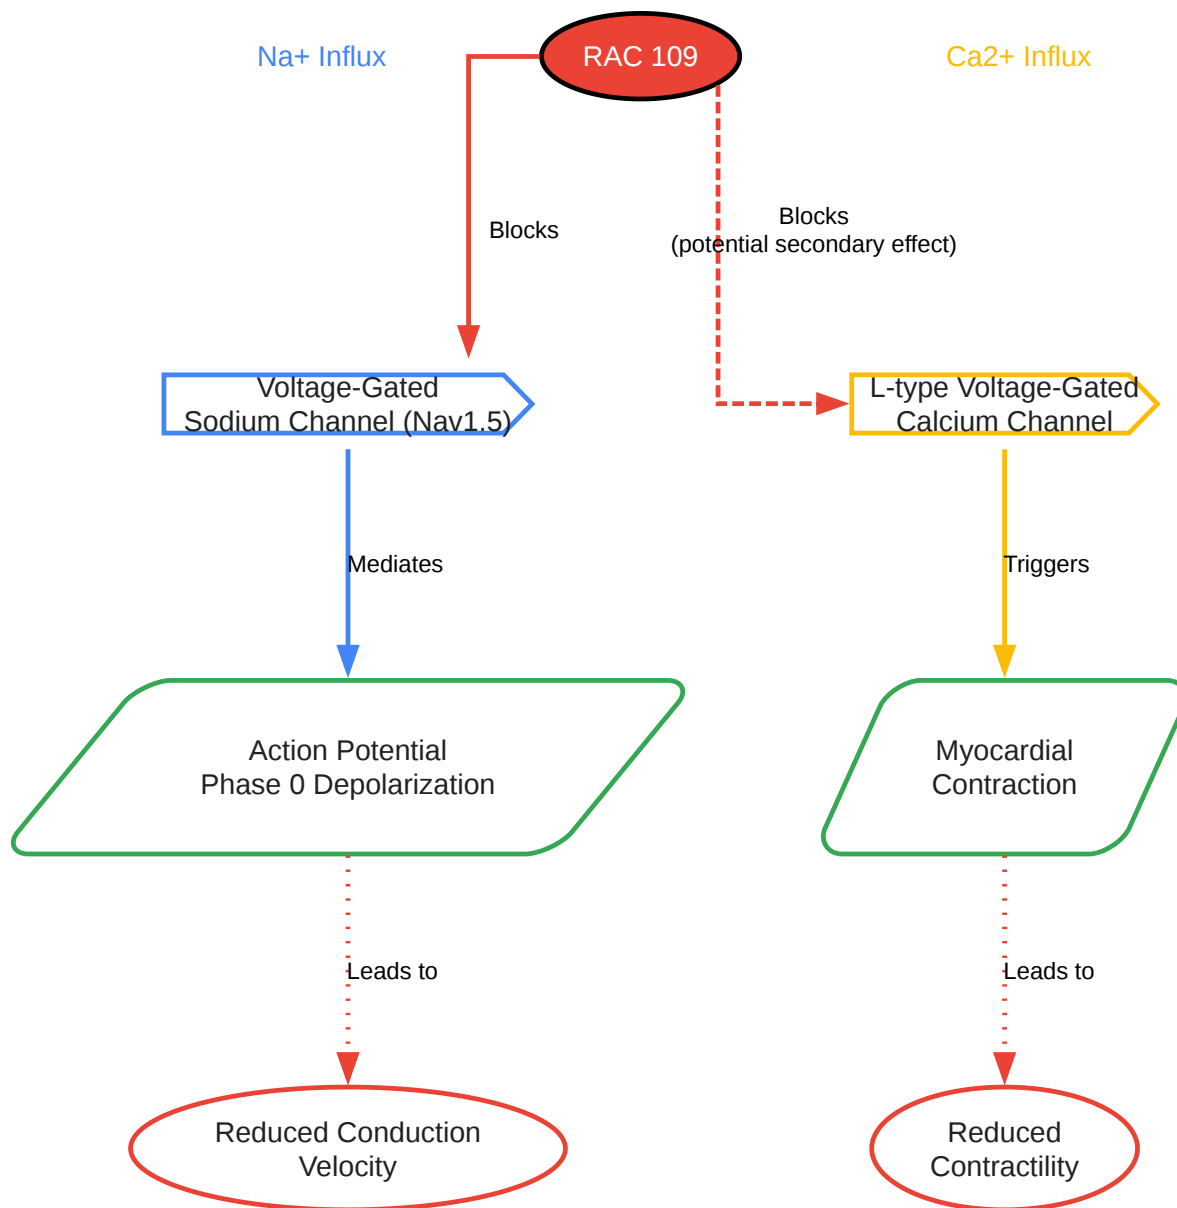 Na+ Influx
RAC 109
Ca2+ Influx
Blocks
Blocks
(potential secondary effect)
Voltage-Gated
Sodium Channel (Nav1.5)
L-type Voltage-Gated
Calcium Channel
Mediates
Triggers
Action Potential
Phase 0 Depolarization
Myocardial
Contraction
Leads to
Leads to
Reduced Conduction
Velocity
Reduced
Contractility